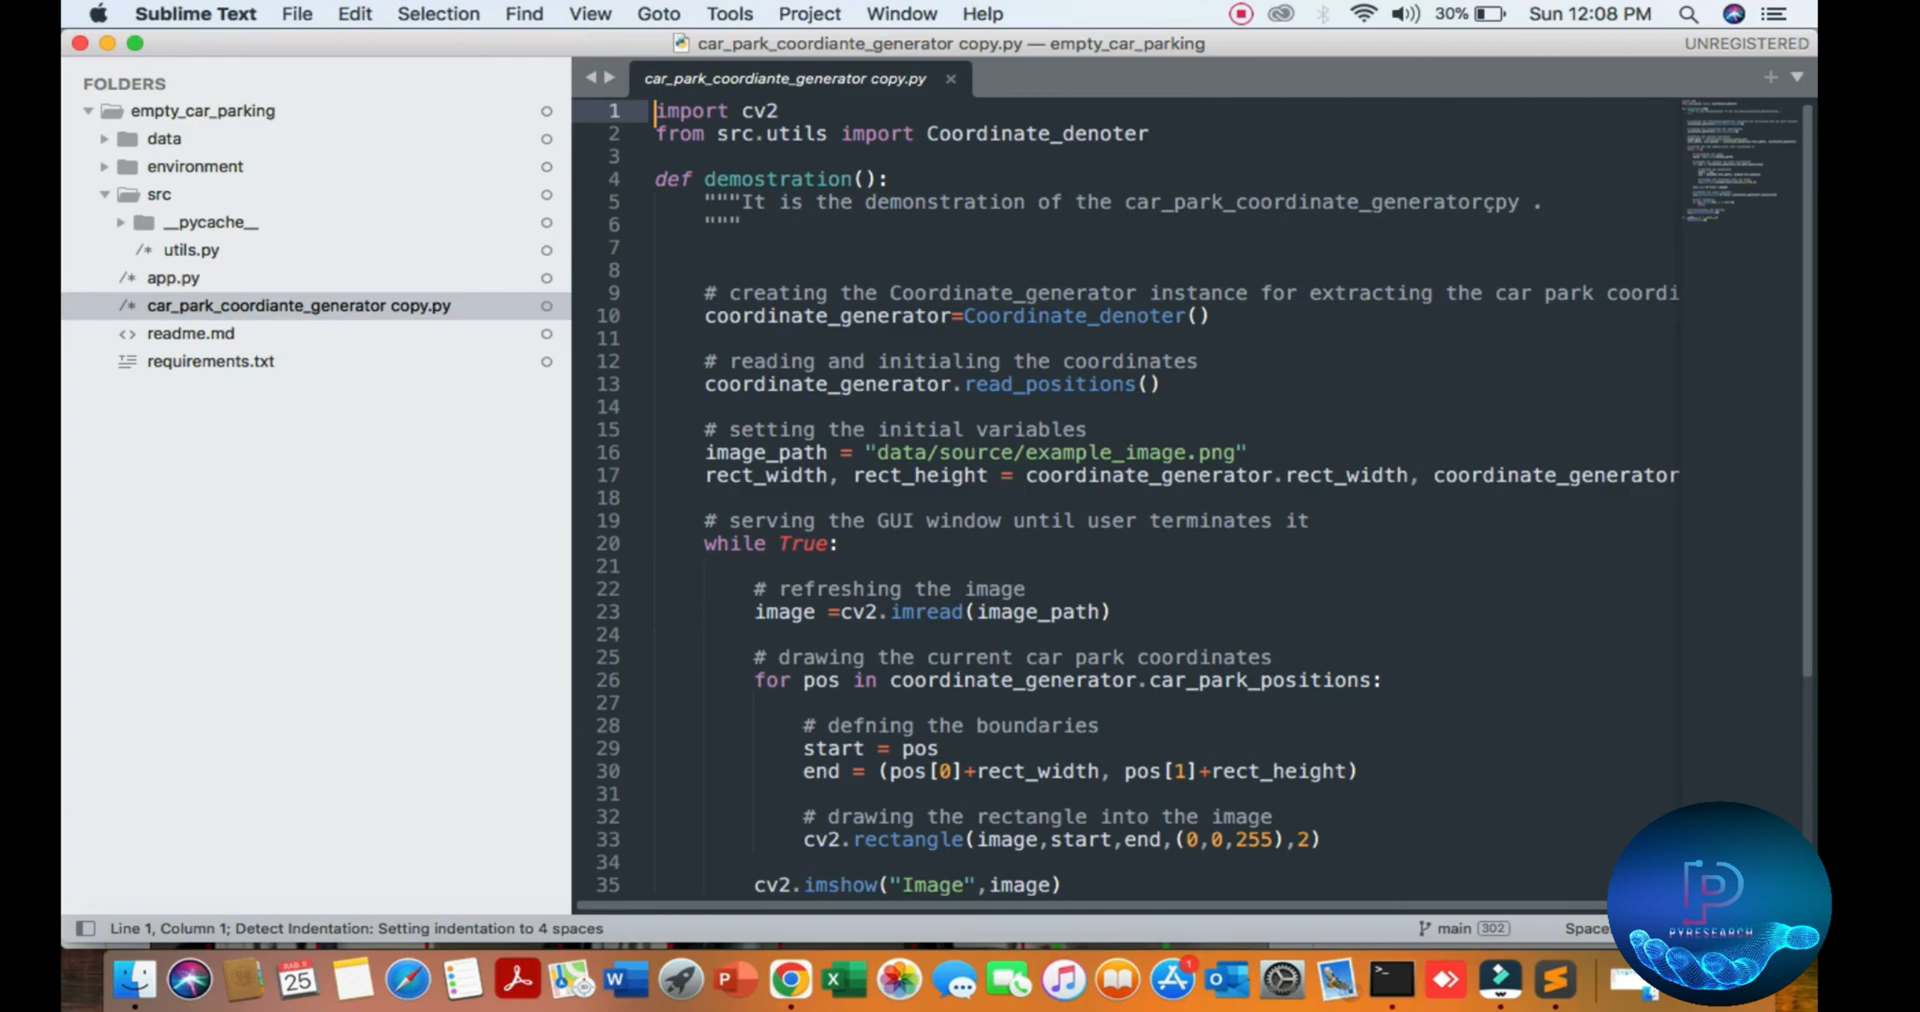 Sublime Text File Edit Selection Find View Goto Tools Project Window Help 30% Sun 12:08 PM
car_park_coordiante_generator copy.py — empty_car_parking UNREGISTERED
FOLDERS
empty_car_parking
data
environment
src
__pycache__
/* utils.py
/* app.py
/* car_park_coordiante_generator copy.py
<> readme.md
requirements.txt
car_park_coordiante_generator copy.py ×
1 import cv2
2 from src.utils import Coordinate_denoter
3
4 def demostration():
5 """It is the demonstration of the car_park_coordinate_generatorçpy .
6 """
7
8
9 # creating the Coordinate_generator instance for extracting the car park coordi
10 coordinate_generator=Coordinate_denoter()
11
12 # reading and initialing the coordinates
13 coordinate_generator.read_positions()
14
15 # setting the initial variables
16 image_path = "data/source/example_image.png"
17 rect_width, rect_height = coordinate_generator.rect_width, coordinate_generator
18
19 # serving the GUI window until user terminates it
20 while True:
21
22 # refreshing the image
23 image =cv2.imread(image_path)
24
25 # drawing the current car park coordinates
26 for pos in coordinate_generator.car_park_positions:
27
28 # defning the boundaries
29 start = pos
30 end = (pos[0]+rect_width, pos[1]+rect_height)
31
32 # drawing the rectangle into the image
33 cv2.rectangle(image,start,end,(0,0,255),2)
34
35 cv2.imshow("Image",image)
Line 1, Column 1; Detect Indentation: Setting indentation to 4 spaces main 302 Space
PYRESEARCH
25
1